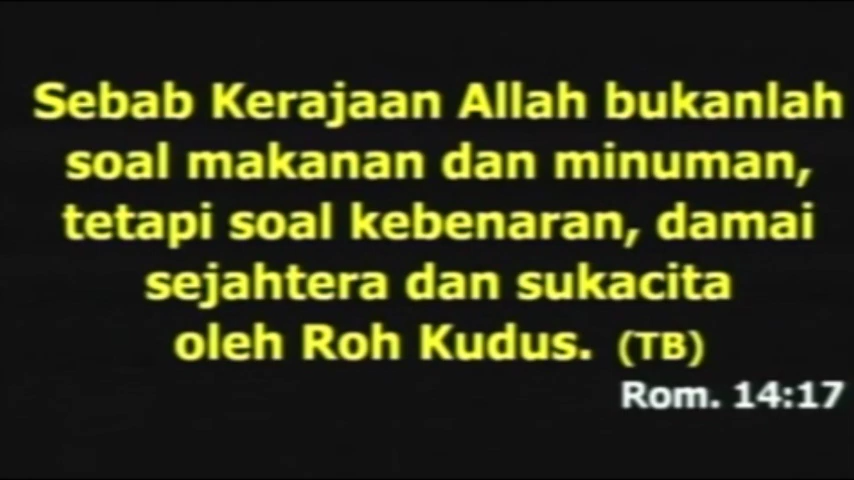 Sebab Kerajaan Allah bukanlah
soal makanan dan minuman,
tetapi soal kebenaran, damai
sejahtera dan sukacita
oleh Roh Kudus. (TB)
Rom. 14:17